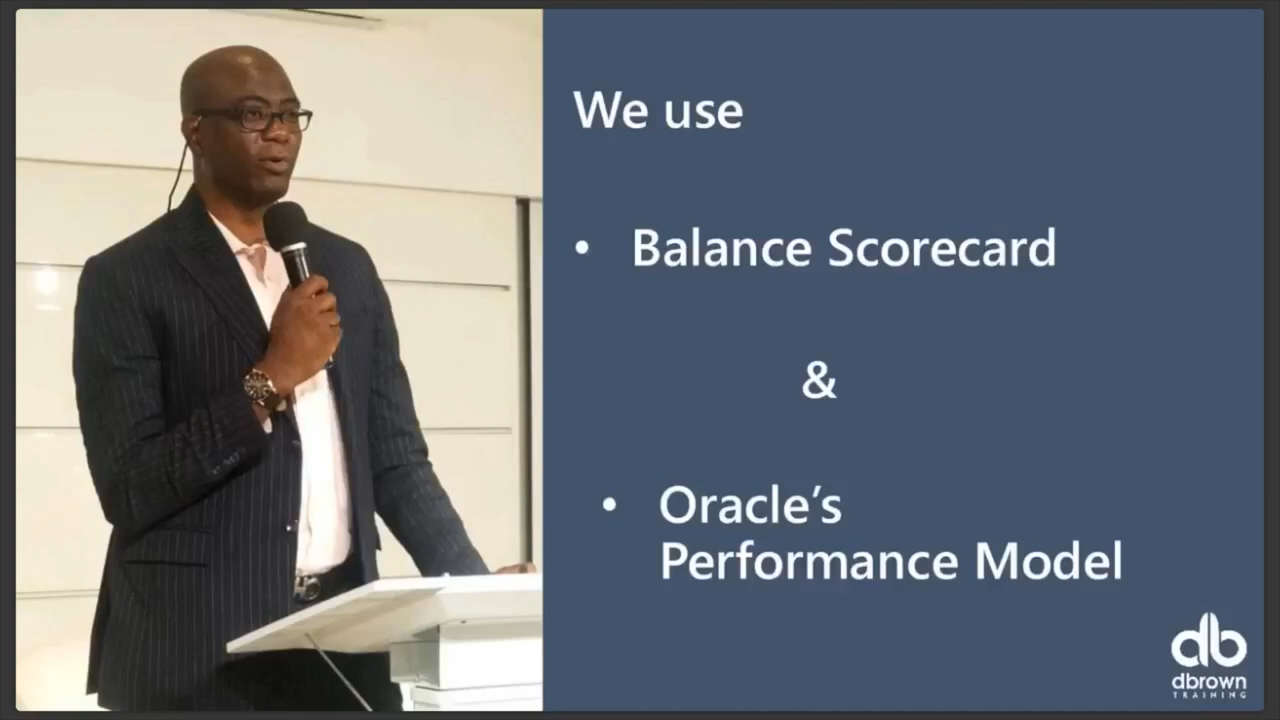 We use
• Balance Scorecard
&
• Oracle’s
Performance Model
db
dbrown
TRAINING